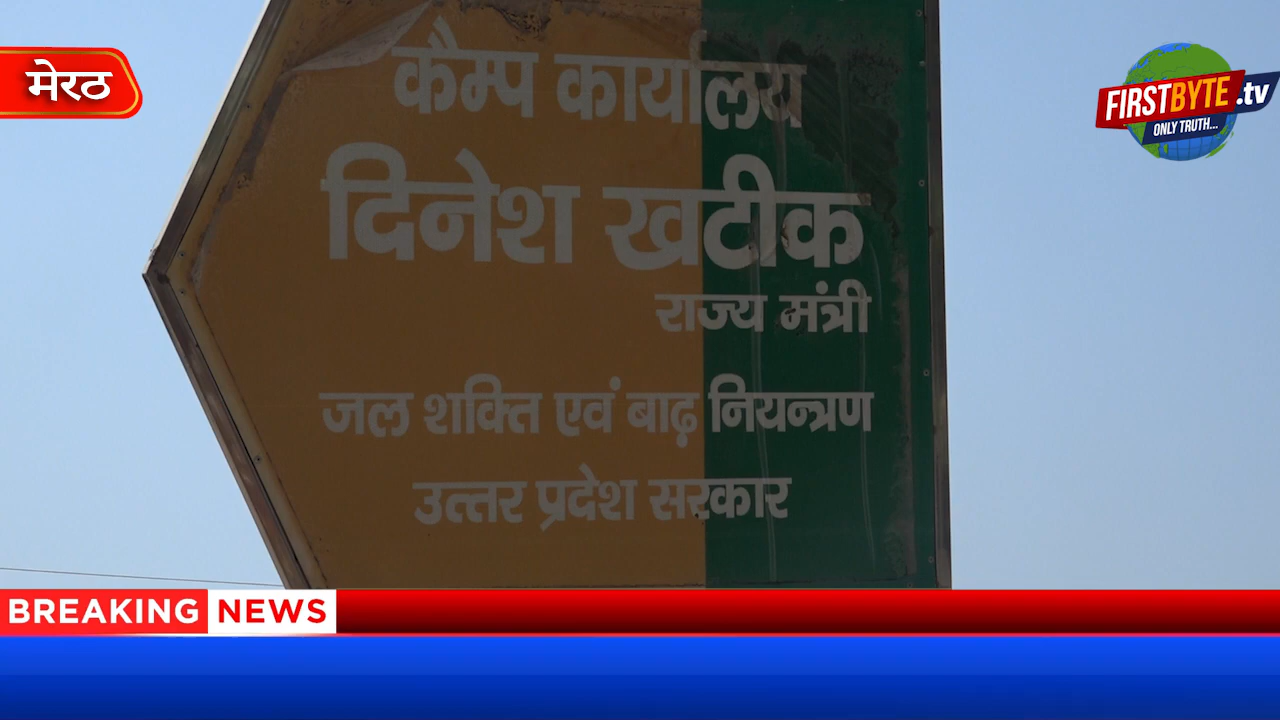 मेरठ
FIRSTBYTE.tv
ONLY TRUTH...
कैम्प कार्यालय
दिनेश खटीक
राज्य मंत्री
जल शक्ति एवं बाढ़ नियन्त्रण
उत्तर प्रदेश सरकार
BREAKING NEWS